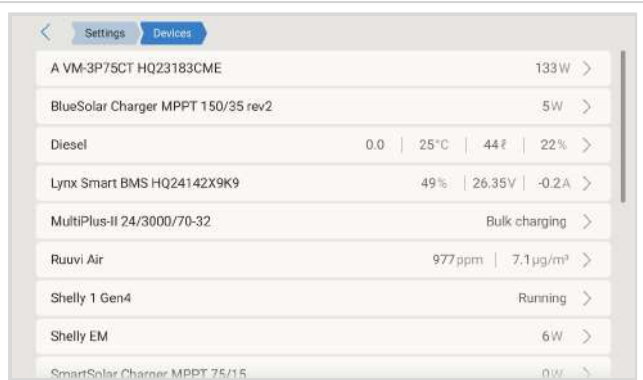 Settings Devices
A VM-3P75CT HQ23183CME 133W
BlueSolar Charger MPPT 150/35 rev2 5W
Diesel 0.0 | 25°C | 44ℓ | 22%
Lynx Smart BMS HQ24142X9K9 49% | 26.35V | -0.2A
MultiPlus-II 24/3000/70-32 Bulk charging
Ruuvi Air 977ppm | 7.1µg/m³
Shelly 1 Gen4 Running
Shelly EM 6W
SmartSolar Charger MPPT 75/15 0W